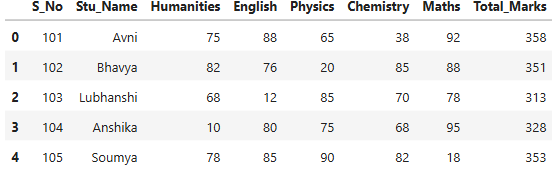 S_No Stu_Name Humanities English Physics Chemistry Maths Total_Marks
0 101 Avni 75 88 65 38 92 358
1 102 Bhavya 82 76 20 85 88 351
2 103 Lubhanshi 68 12 85 70 78 313
3 104 Anshika 10 80 75 68 95 328
4 105 Soumya 78 85 90 82 18 353